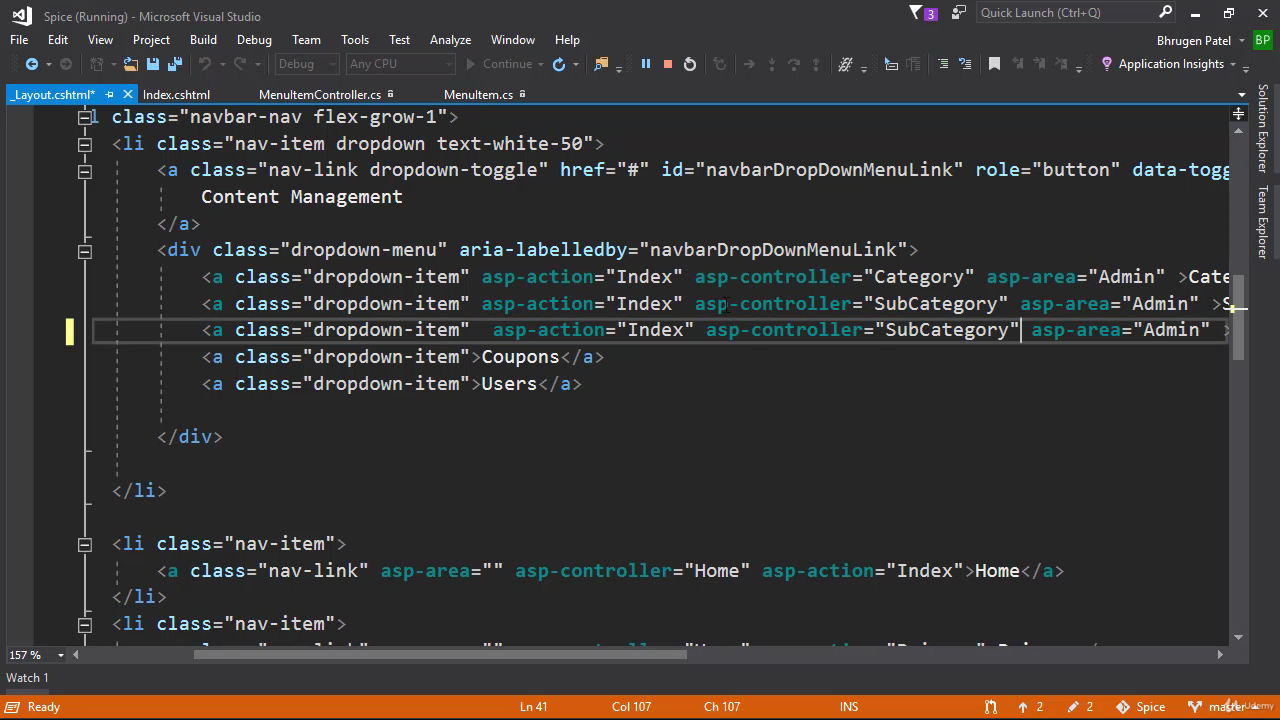 Spice (Running) - Microsoft Visual Studio
3
Quick Launch (Ctrl+Q)
File Edit View Project Build Debug Team Tools Test Analyze Window Help
Bhrugen Patel
BP
Debug Any CPU Continue Application Insights
_Layout.cshtml* Index.cshtml MenuItemController.cs MenuItem.cs
class="navbar-nav flex-grow-1">
<li class="nav-item dropdown text-white-50">
<a class="nav-link dropdown-toggle" href="#" id="navbarDropDownMenuLink" role="button" data-togg
Content Management
</a>
<div class="dropdown-menu" aria-labelledby="navbarDropDownMenuLink">
<a class="dropdown-item" asp-action="Index" asp-controller="Category" asp-area="Admin" >Cate
<a class="dropdown-item" asp-action="Index" asp-controller="SubCategory" asp-area="Admin" >S
<a class="dropdown-item"  asp-action="Index" asp-controller="SubCategory" asp-area="Admin" >
<a class="dropdown-item">Coupons</a>
<a class="dropdown-item">Users</a>
</div>
</li>
<li class="nav-item">
<a class="nav-link" asp-area="" asp-controller="Home" asp-action="Index">Home</a>
</li>
<li class="nav-item">
157 %
Watch 1
Ready Ln 41 Col 107 Ch 107 INS 2 2 Spice master
Udemy
Solution Explorer
Team Explorer